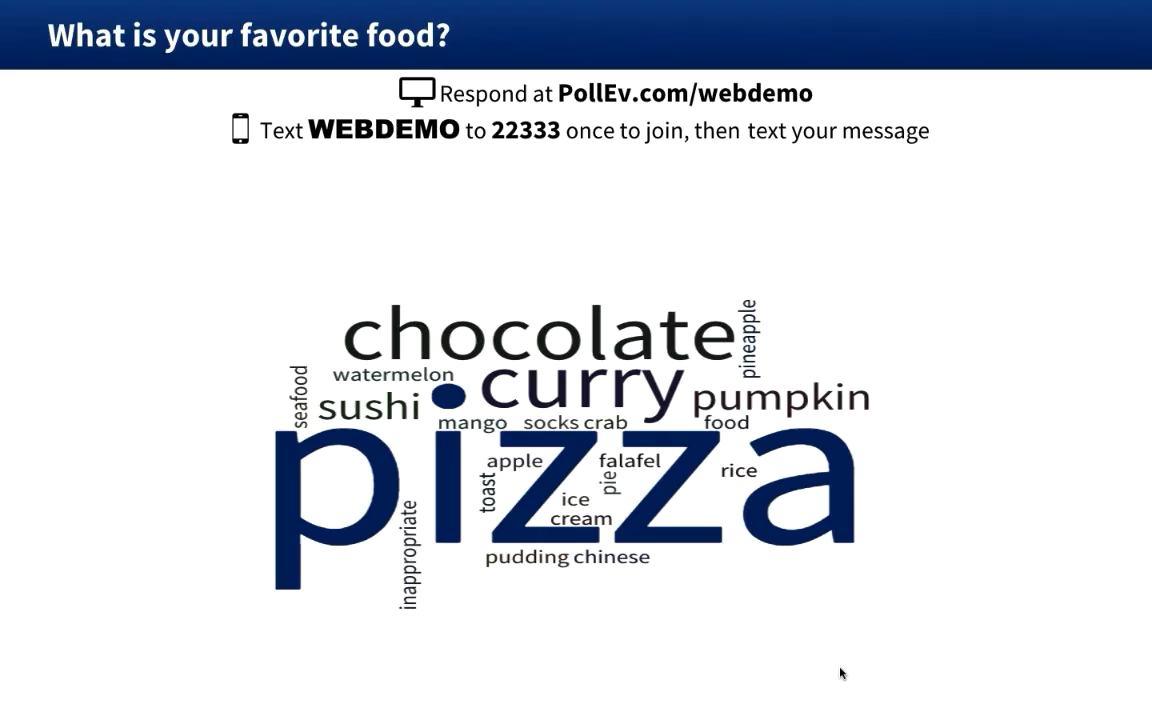 What is your favorite food?
Respond at PollEv.com/webdemo
Text WEBDEMO to 22333 once to join, then text your message
chocolate
pineapple
watermelon
curry
seafood
sushi
pumpkin
mango
socks
crab
food
pizza
apple
falafel
rice
toast
pie
ice
cream
inappropriate
pudding
chinese